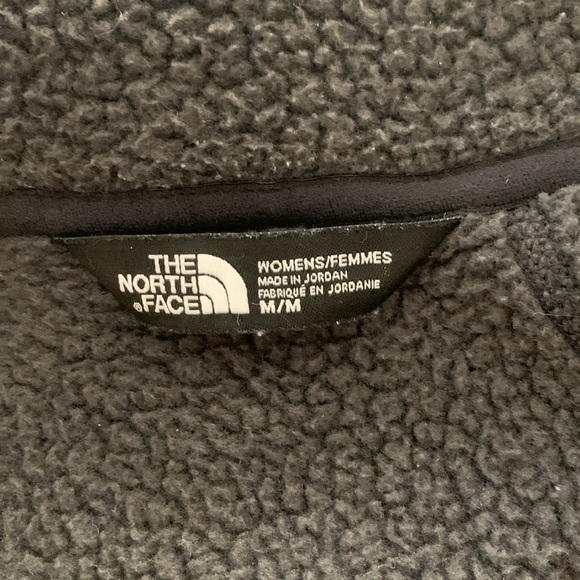 THE
NORTH
®FACE
WOMENS/FEMMES
MADE IN JORDAN
FABRIQUÉ EN JORDANIE
M/M